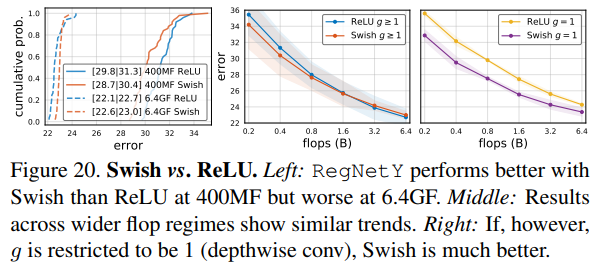 1.0
0.8
0.6
0.4
0.2
0.0
cumulative prob.
[29.8|31.3] 400MF ReLU
[28.7|30.4] 400MF Swish
[22.1|22.7] 6.4GF ReLU
[22.6|23.0] 6.4GF Swish
22 24 26 28 30 32 34
error
36
34
32
30
28
26
24
22
error
ReLU g ≥ 1
Swish g ≥ 1
0.2 0.4 0.8 1.6 3.2 6.4
flops (B)
ReLU g = 1
Swish g = 1
0.2 0.4 0.8 1.6 3.2 6.4
flops (B)
Figure 20. Swish vs. ReLU. Left: RegNetY performs better with
Swish than ReLU at 400MF but worse at 6.4GF. Middle: Results
across wider flop regimes show similar trends. Right: If, however,
g is restricted to be 1 (depthwise conv), Swish is much better.